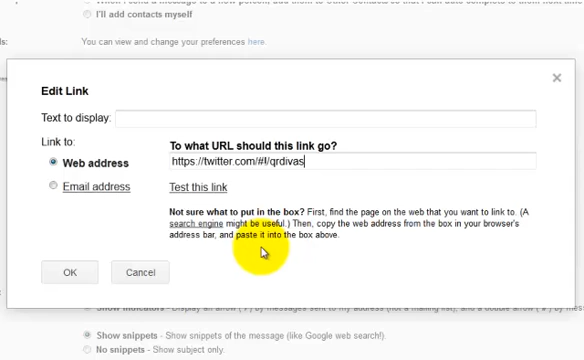 I'll add contacts myself
ds:
You can view and change your preferences here.
Edit Link
Text to display:
Link to:
To what URL should this link go?
Web address
https://twitter.com/#!/qrdivas
Email address
Test this link
Not sure what to put in the box? First, find the page on the web that you want to link to. (A
search engine might be useful.) Then, copy the web address from the box in your browser's
address bar, and paste it into the box above.
OK
Cancel
Show snippets - Show snippets of the message (like Google web search!).
No snippets - Show subject only.